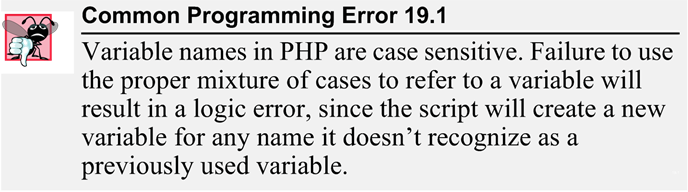 Common Programming Error 19.1
Variable names in PHP are case sensitive. Failure to use
the proper mixture of cases to refer to a variable will
result in a logic error, since the script will create a new
variable for any name it doesn’t recognize as a
previously used variable.